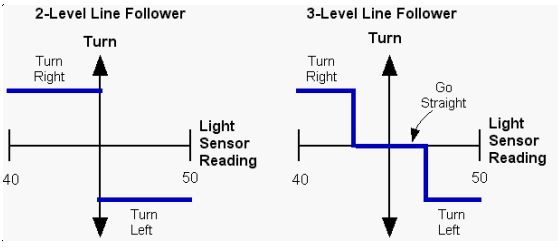 2-Level Line Follower
Turn
Turn
Right
Light
Sensor
Reading
40
50
Turn
Left
3-Level Line Follower
Turn
Turn
Right
Go
Straight
Light
Sensor
Reading
40
50
Turn
Left